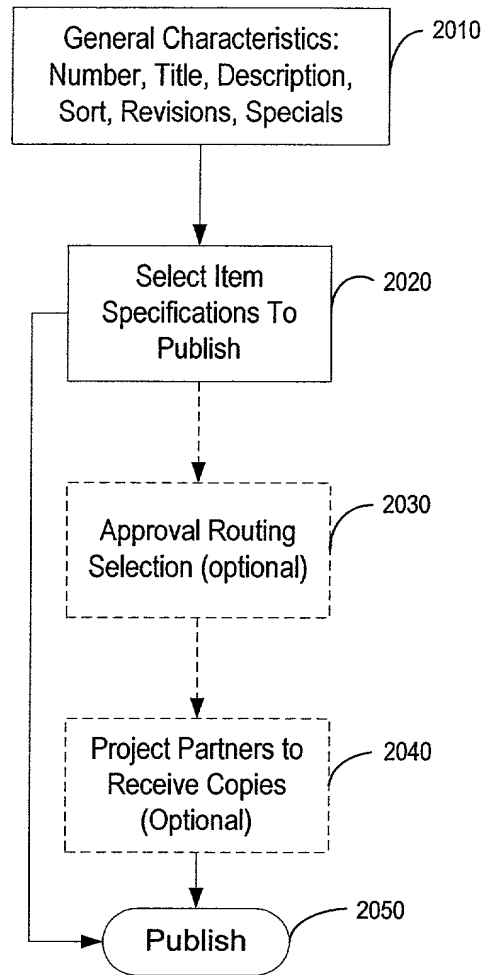 General Characteristics:
Number, Title, Description,
Sort, Revisions, Specials
2010
Select Item
Specifications To
Publish
2020
Approval Routing
Selection (optional)
2030
Project Partners to
Receive Copies
(Optional)
2040
Publish
2050